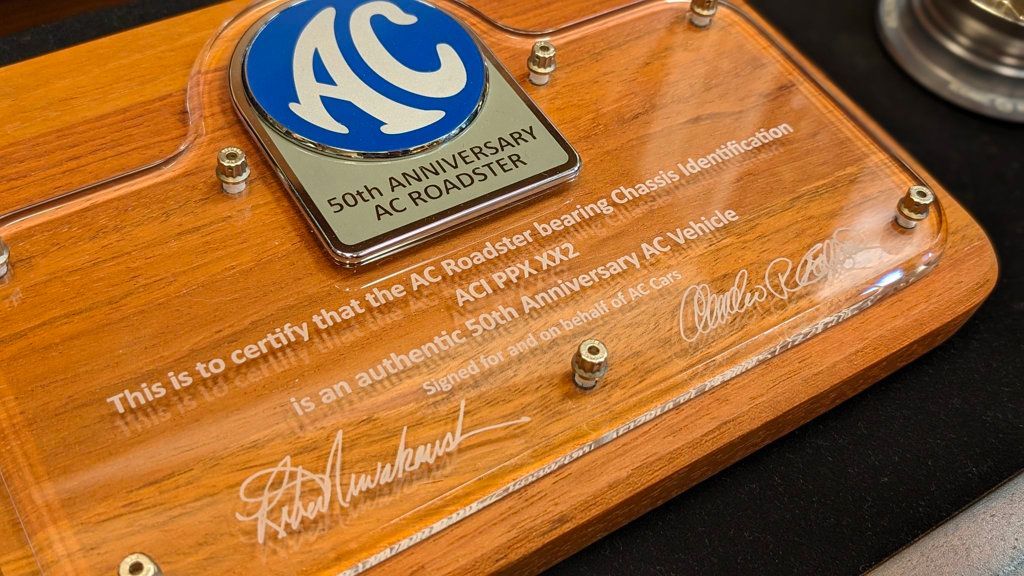 AC
50th ANNIVERSARY
AC ROADSTER
This is to certify that the AC Roadster bearing Chassis Identification
ACI PPX XX2
is an authentic 50th Anniversary AC Vehicle
Signed for and on behalf of AC Cars